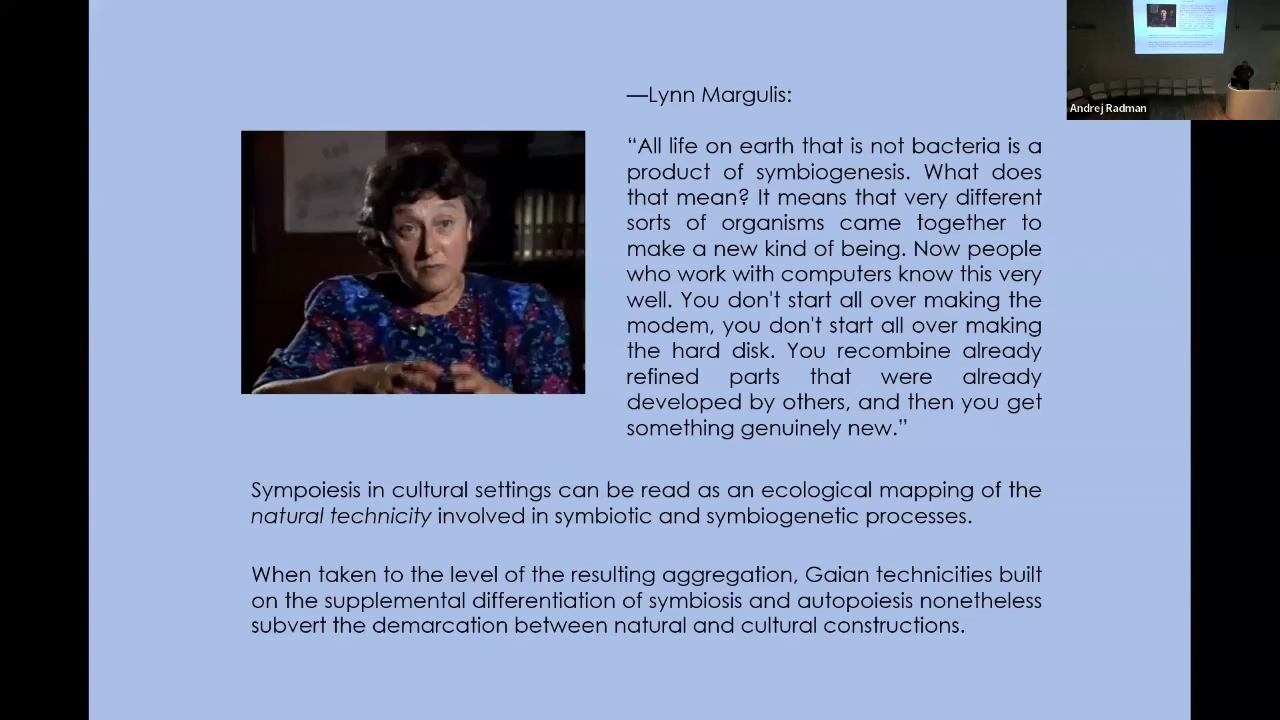 —Lynn Margulis:
“All life on earth that is not bacteria is a
product of symbiogenesis. What does
that mean? It means that very different
sorts of organisms came together to
make a new kind of being. Now people
who work with computers know this very
well. You don't start all over making the
modem, you don't start all over making
the hard disk. You recombine already
refined parts that were already
developed by others, and then you get
something genuinely new.”
Sympoiesis in cultural settings can be read as an ecological mapping of the
natural technicity involved in symbiotic and symbiogenetic processes.
When taken to the level of the resulting aggregation, Gaian technicities built
on the supplemental differentiation of symbiosis and autopoiesis nonetheless
subvert the demarcation between natural and cultural constructions.
Andrej Radman